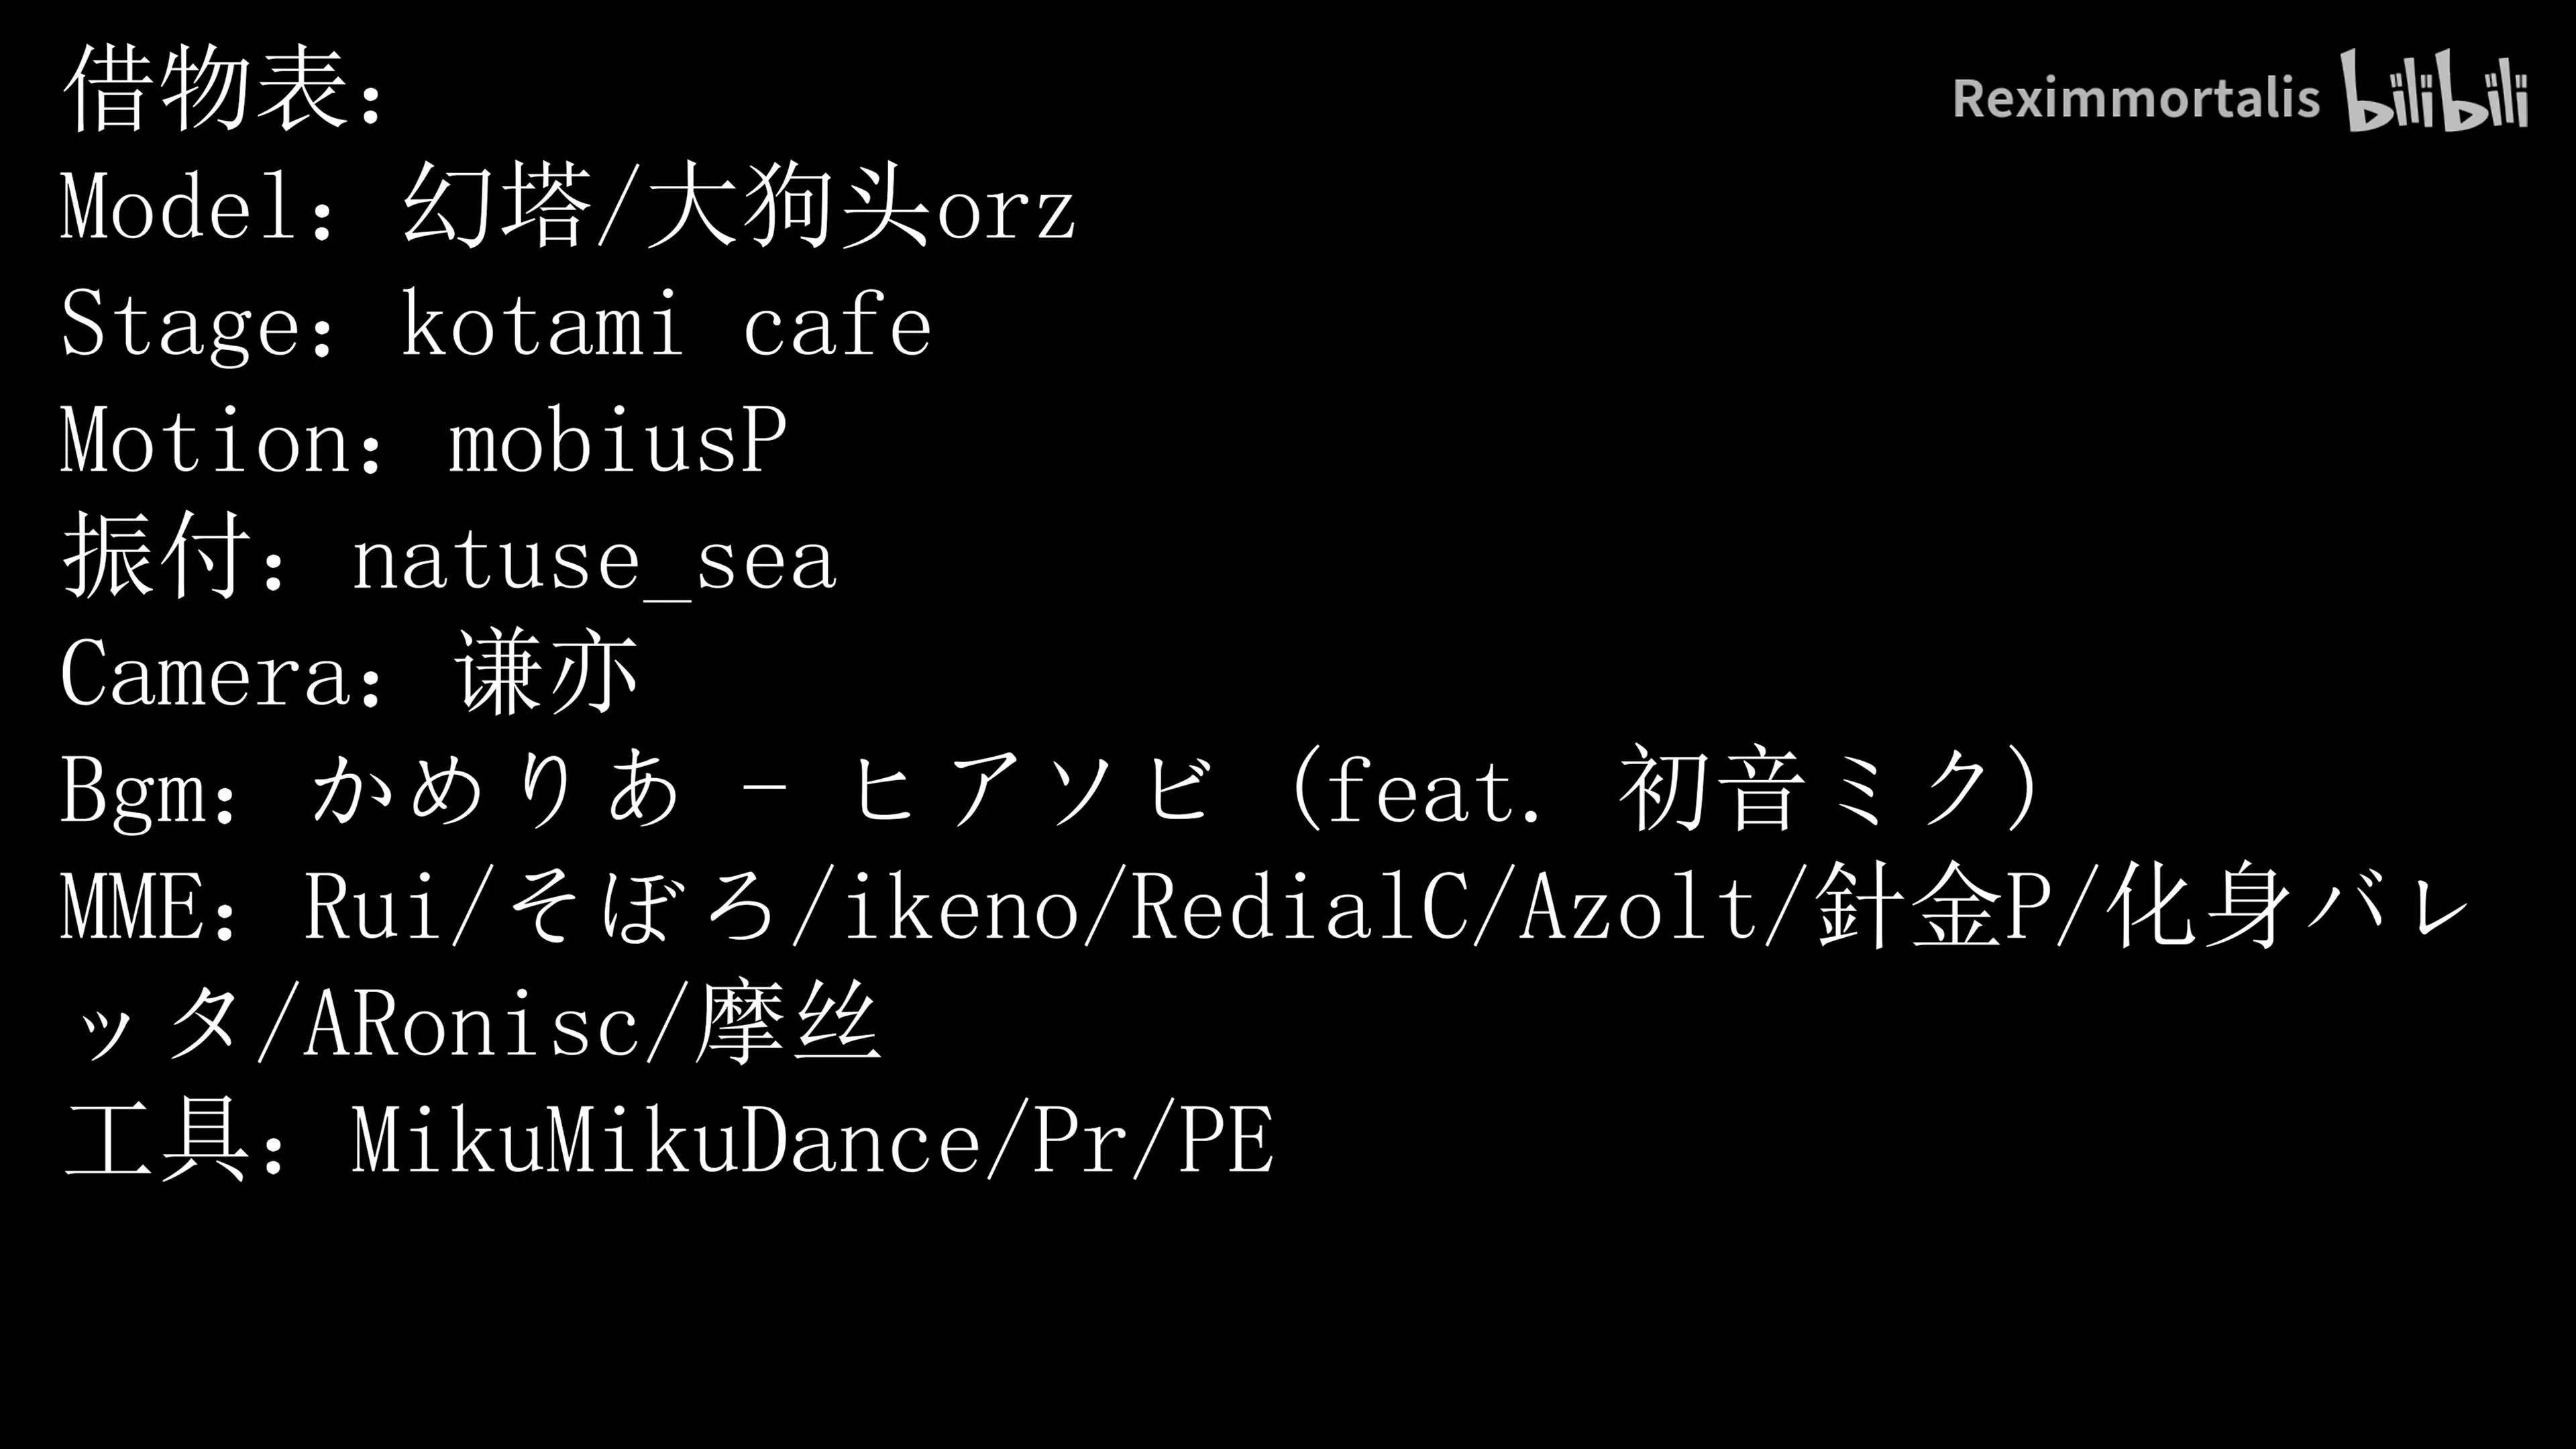 借物表：
Reximmortalis bilibili
Model：幻塔/大狗头orz
Stage：kotami cafe
Motion：mobiusP
振付：natuse_sea
Camera：谦亦
Bgm：かめりあ - ヒアソビ (feat. 初音ミク)
MME：Rui/そぼろ/ikeno/RedialC/Azolt/針金P/化身バレ
ッタ/ARonisc/摩丝
工具：MikuMikuDance/Pr/PE